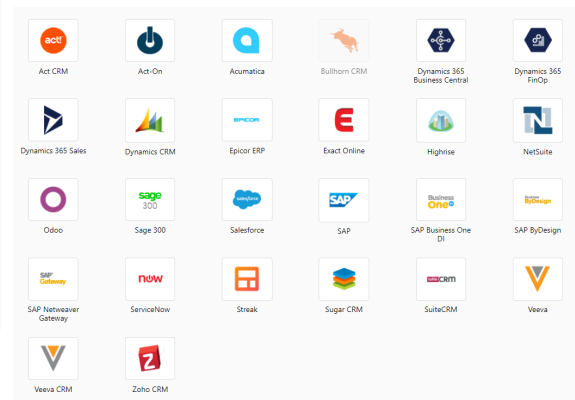 act!
Act CRM
Act-On
Acumatica
Bullhorn CRM
Dynamics 365
Business Central
Dynamics 365
FinOp
Dynamics 365 Sales
Dynamics CRM
EPICOR
Epicor ERP
E
Exact Online
Highrise
N
NetSuite
Odoo
sage
300
Sage 300
salesforce
Salesforce
SAP
SAP
Business
One
SAP Business One
DI
ByDesign
SAP ByDesign
SAP
Gateway
SAP Netweaver
Gateway
now
ServiceNow
Streak
Sugar CRM
suiteCRM
SuiteCRM
Veeva
Veeva CRM
Z
Zoho CRM